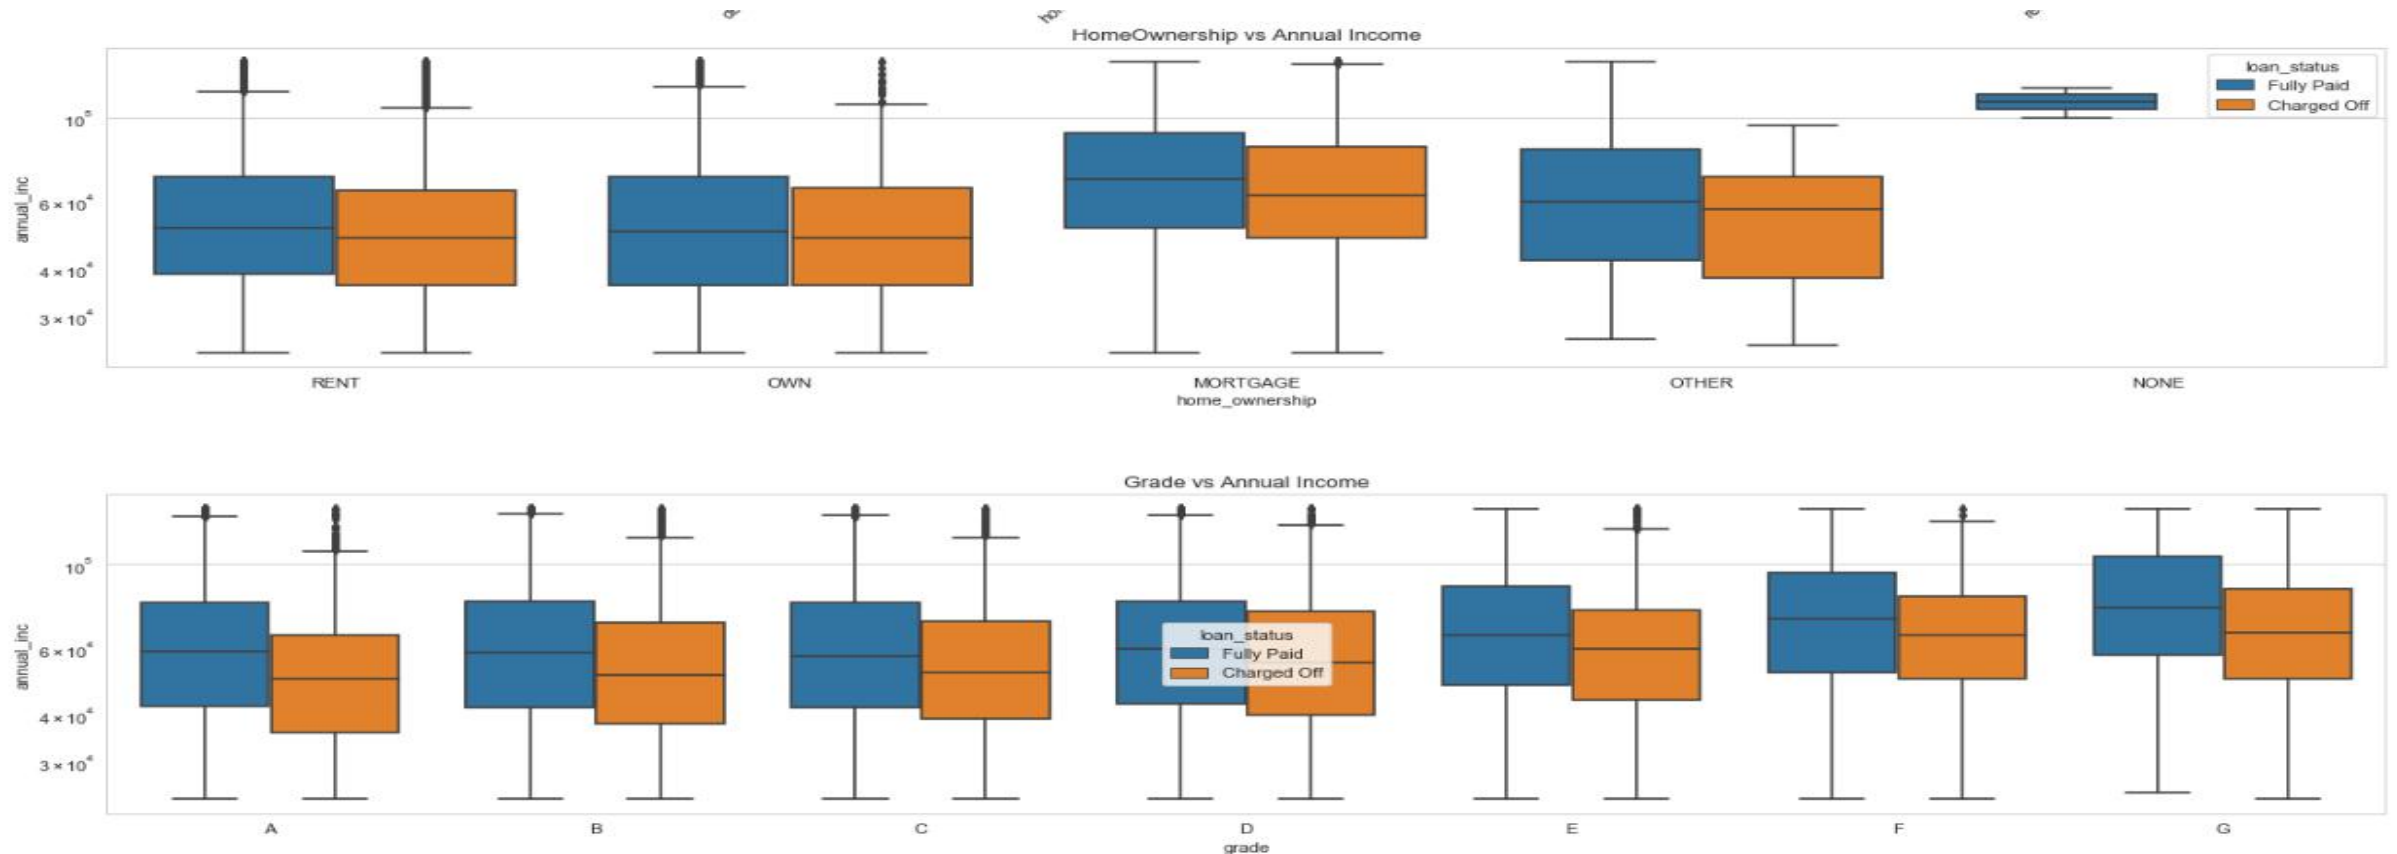 HomeOwnership vs Annual Income
loan_status
Fully Paid
Charged Off
10⁵
6 × 10⁴
4 × 10⁴
3 × 10⁴
annual_inc
RENT OWN MORTGAGE OTHER NONE
home_ownership
Grade vs Annual Income
10⁵
6 × 10⁴
4 × 10⁴
3 × 10⁴
annual_inc
loan_status
Fully Paid
Charged Off
A B C D E F G
grade